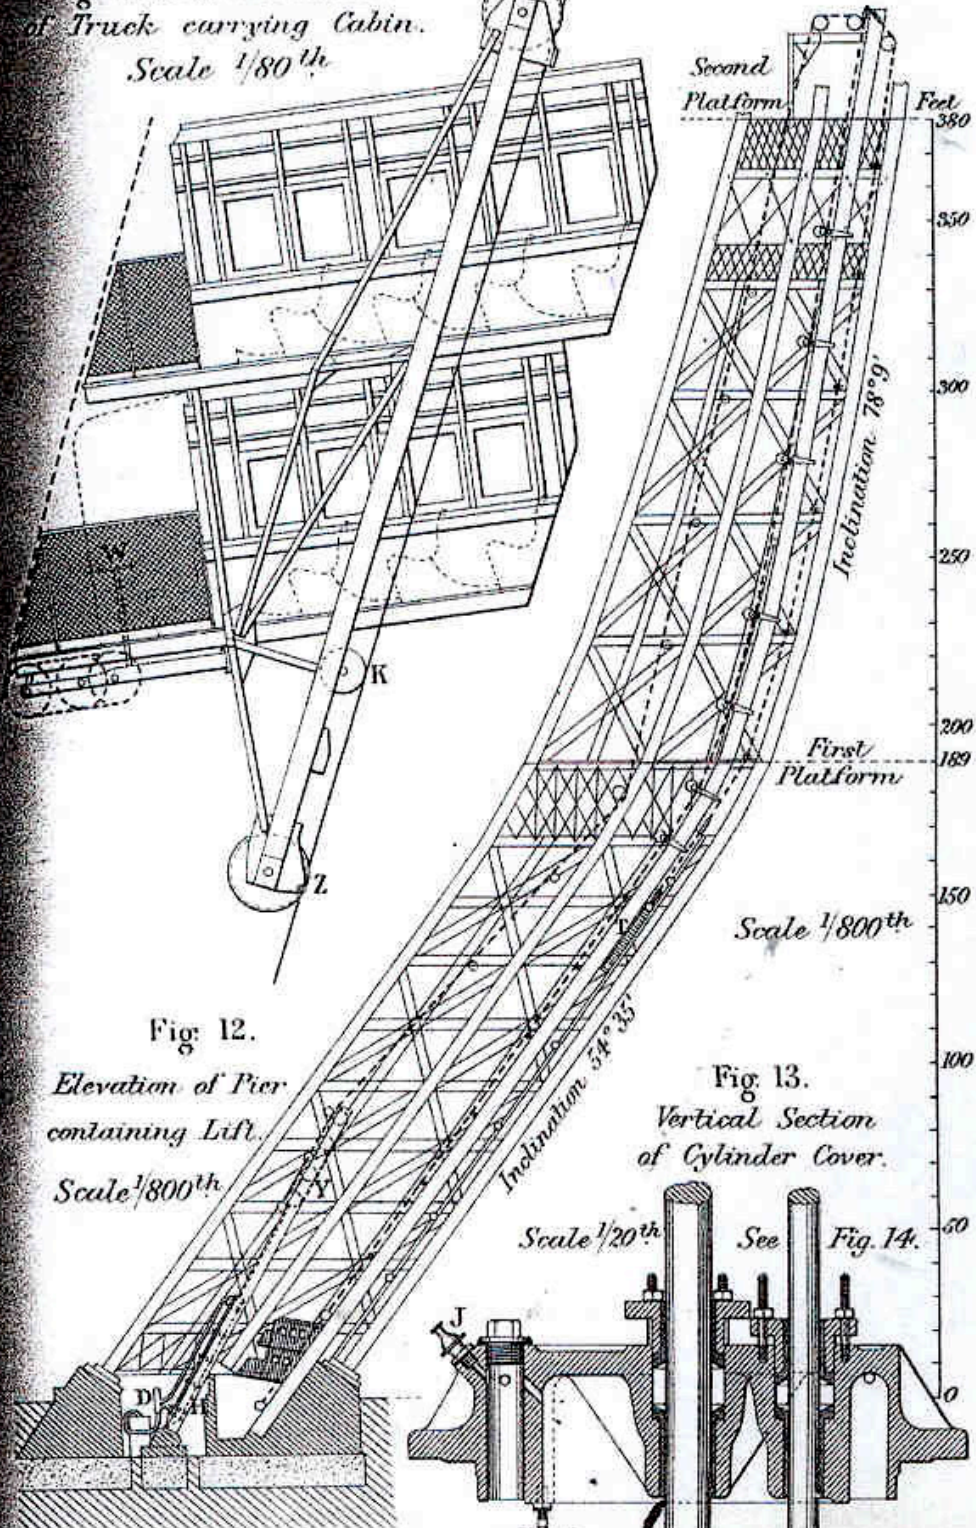 of Truck carrying Cabin.
Scale 1/80th
W
K
Z
Second
Platform
Feet
380
350
300
Inclination 78°9'
250
200
189
First
Platform
150
Scale 1/800th
T
Inclination 54°35'
100
50
0
Fig: 12.
Elevation of Pier
containing Lift.
Scale 1/800th
Y
D
H
Fig. 13.
Vertical Section
of Cylinder Cover.
Scale 1/20th
See Fig. 14.
J